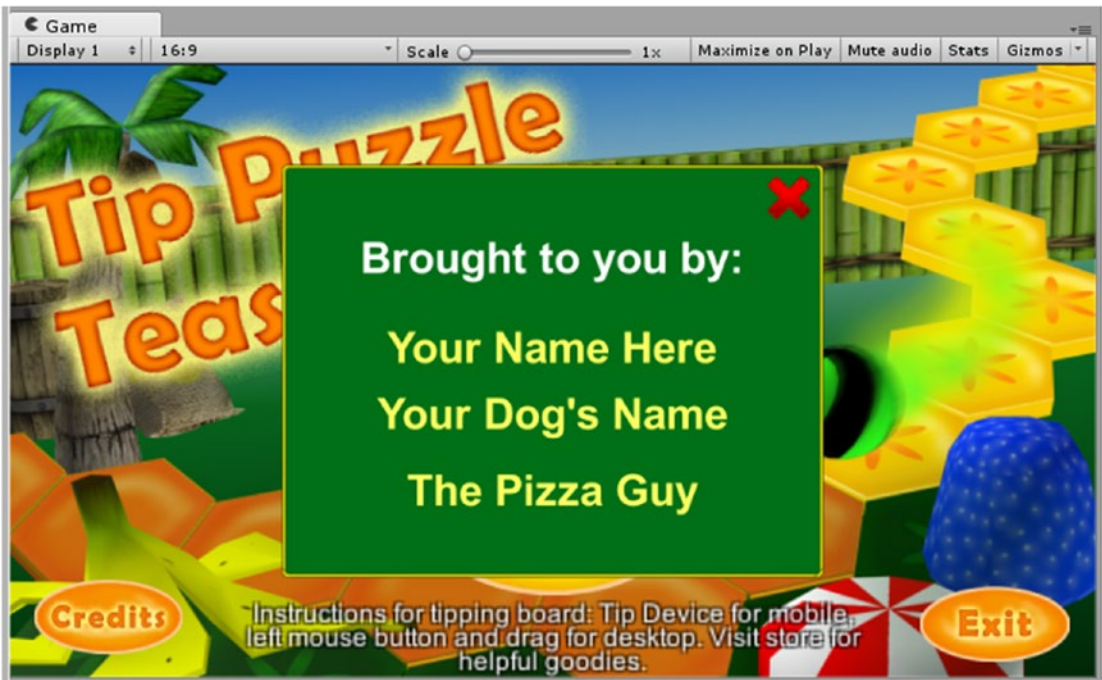 Game
Display 1 16:9 Scale 1x Maximize on Play Mute audio Stats Gizmos
Tip Puzzle
Teas
Brought to you by:
Your Name Here
Your Dog's Name
The Pizza Guy
Credits
Instructions for tipping board: Tip Device for mobile,
left mouse button and drag for desktop. Visit store for
helpful goodies.
Exit